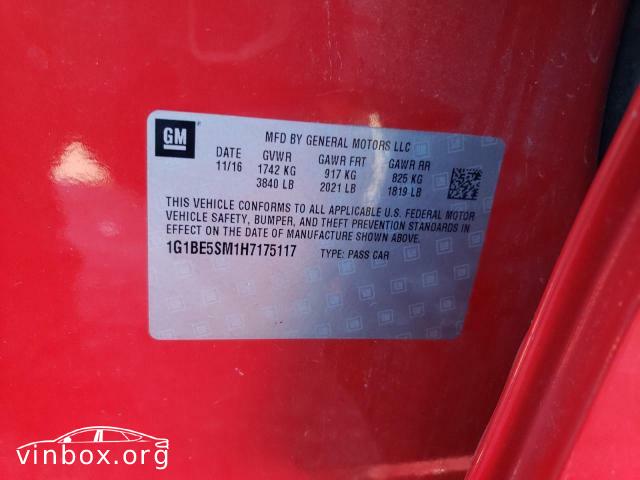 GM
MFD BY GENERAL MOTORS LLC
DATE GVWR GAWR FRT GAWR RR
11/16 1742 KG 917 KG 825 KG
3840 LB 2021 LB 1819 LB
THIS VEHICLE CONFORMS TO ALL APPLICABLE U.S. FEDERAL MOTOR
VEHICLE SAFETY, BUMPER, AND THEFT PREVENTION STANDARDS IN
EFFECT ON THE DATE OF MANUFACTURE SHOWN ABOVE.
1G1BE5SM1H7175117 TYPE: PASS CAR
vinbox.org